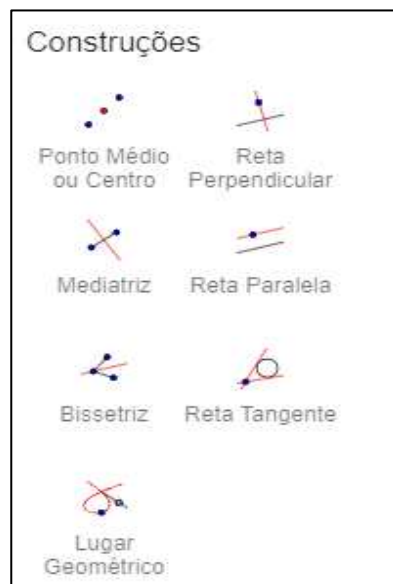 Construções
Ponto Médio
ou Centro
Reta
Perpendicular
Mediatriz
Reta Paralela
Bissetriz
Reta Tangente
Lugar
Geométrico